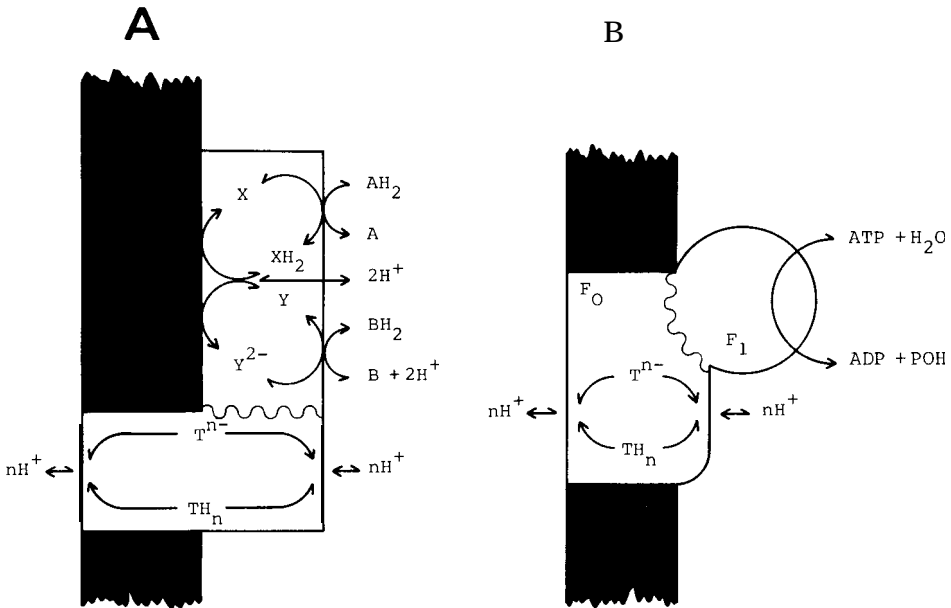 A
X
AH₂
A
XH₂
2H⁺
Y
BH₂
Y²⁻
B + 2H⁺
Tⁿ⁻
nH⁺
nH⁺
THₙ
B
ATP + H₂O
F₀
F₁
ADP + POH
Tⁿ⁻
nH⁺
nH⁺
THₙ